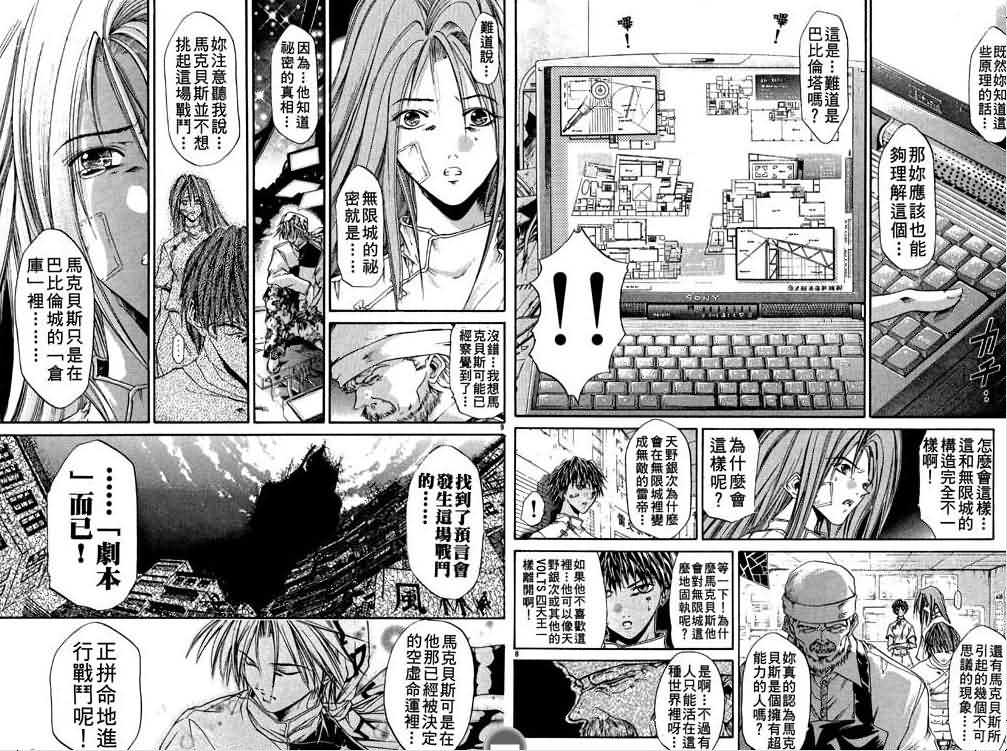 既然妳知道這
些原理的話…
那妳應該也能
夠理解這個…
嗶!
嗶!
這是…難道是
巴比倫塔嗎?
SONY
!!
カチ…
怎麼會這樣…
這和無限城的
構造完全不一
樣啊!
為什麼會
這樣呢?
天野銀次為什麼
會在無限城裡變
成無敵的雷帝…
!
還有馬克貝斯所
引起的幾個不可
思議的現象…
妳真的認為馬克
貝斯是個擁有超
能力的人嗎?
等一下!為什
麼馬克貝斯他
會對無限城這
麼地固執呢?
如果他不喜歡這
裡…他可以像天
野銀次或其他的
VOLTS四天王一
樣離開啊!
是啊…不過有
人只能活在這
種世界裡呀…
8
難道說…
無限城的祕
密就是…
因為…他知道
祕密的真相…
妳注意聽我說…
馬克貝斯並不想
挑起這場戰鬥…
…
沒錯…我想馬
克貝斯可能已
經察覺到了…
馬克貝斯只是在
巴比倫城的「倉
庫」裡……
9
找到了預言會
發生這場戰鬥
的……
……「劇本
」而已!
風
馬克貝斯可是在
他那已經被決定
的空虛命運裡…
正拼命地進
行戰鬥呢!